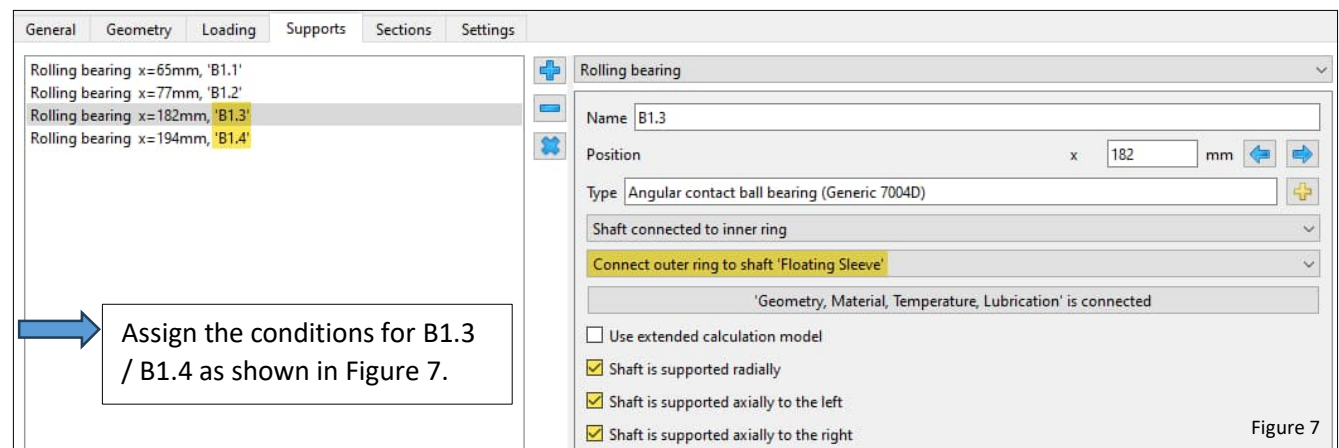 General Geometry Loading Supports Sections Settings
Rolling bearing x=65mm, 'B1.1'
Rolling bearing x=77mm, 'B1.2'
Rolling bearing x=182mm, 'B1.3'
Rolling bearing x=194mm, 'B1.4'
Assign the conditions for B1.3
/ B1.4 as shown in Figure 7.
Rolling bearing
Name B1.3
Position x 182 mm
Type Angular contact ball bearing (Generic 7004D)
Shaft connected to inner ring
Connect outer ring to shaft 'Floating Sleeve'
'Geometry, Material, Temperature, Lubrication' is connected
Use extended calculation model
Shaft is supported radially
Shaft is supported axially to the left
Shaft is supported axially to the right
Figure 7